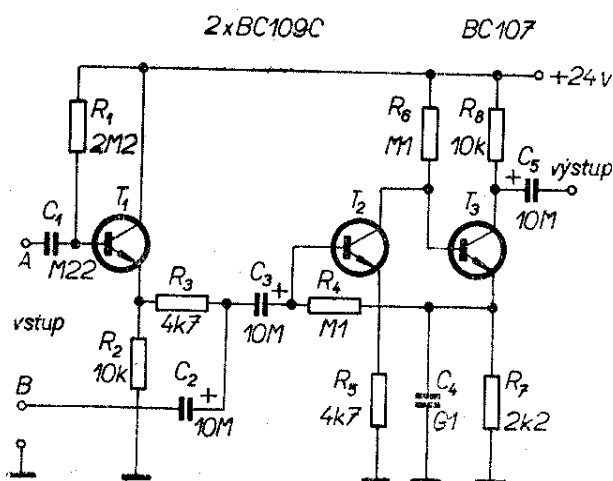 2xBC109C
BC107
+24V
R1
2M2
R6
M1
R8
10k
C5
+
výstup
10M
C1
T1
T2
T3
A
M22
R3
4k7
C3
+
10M
R4
M1
vstup
R2
10k
C2
+
10M
B
R5
4k7
C4
G1
R7
2k2